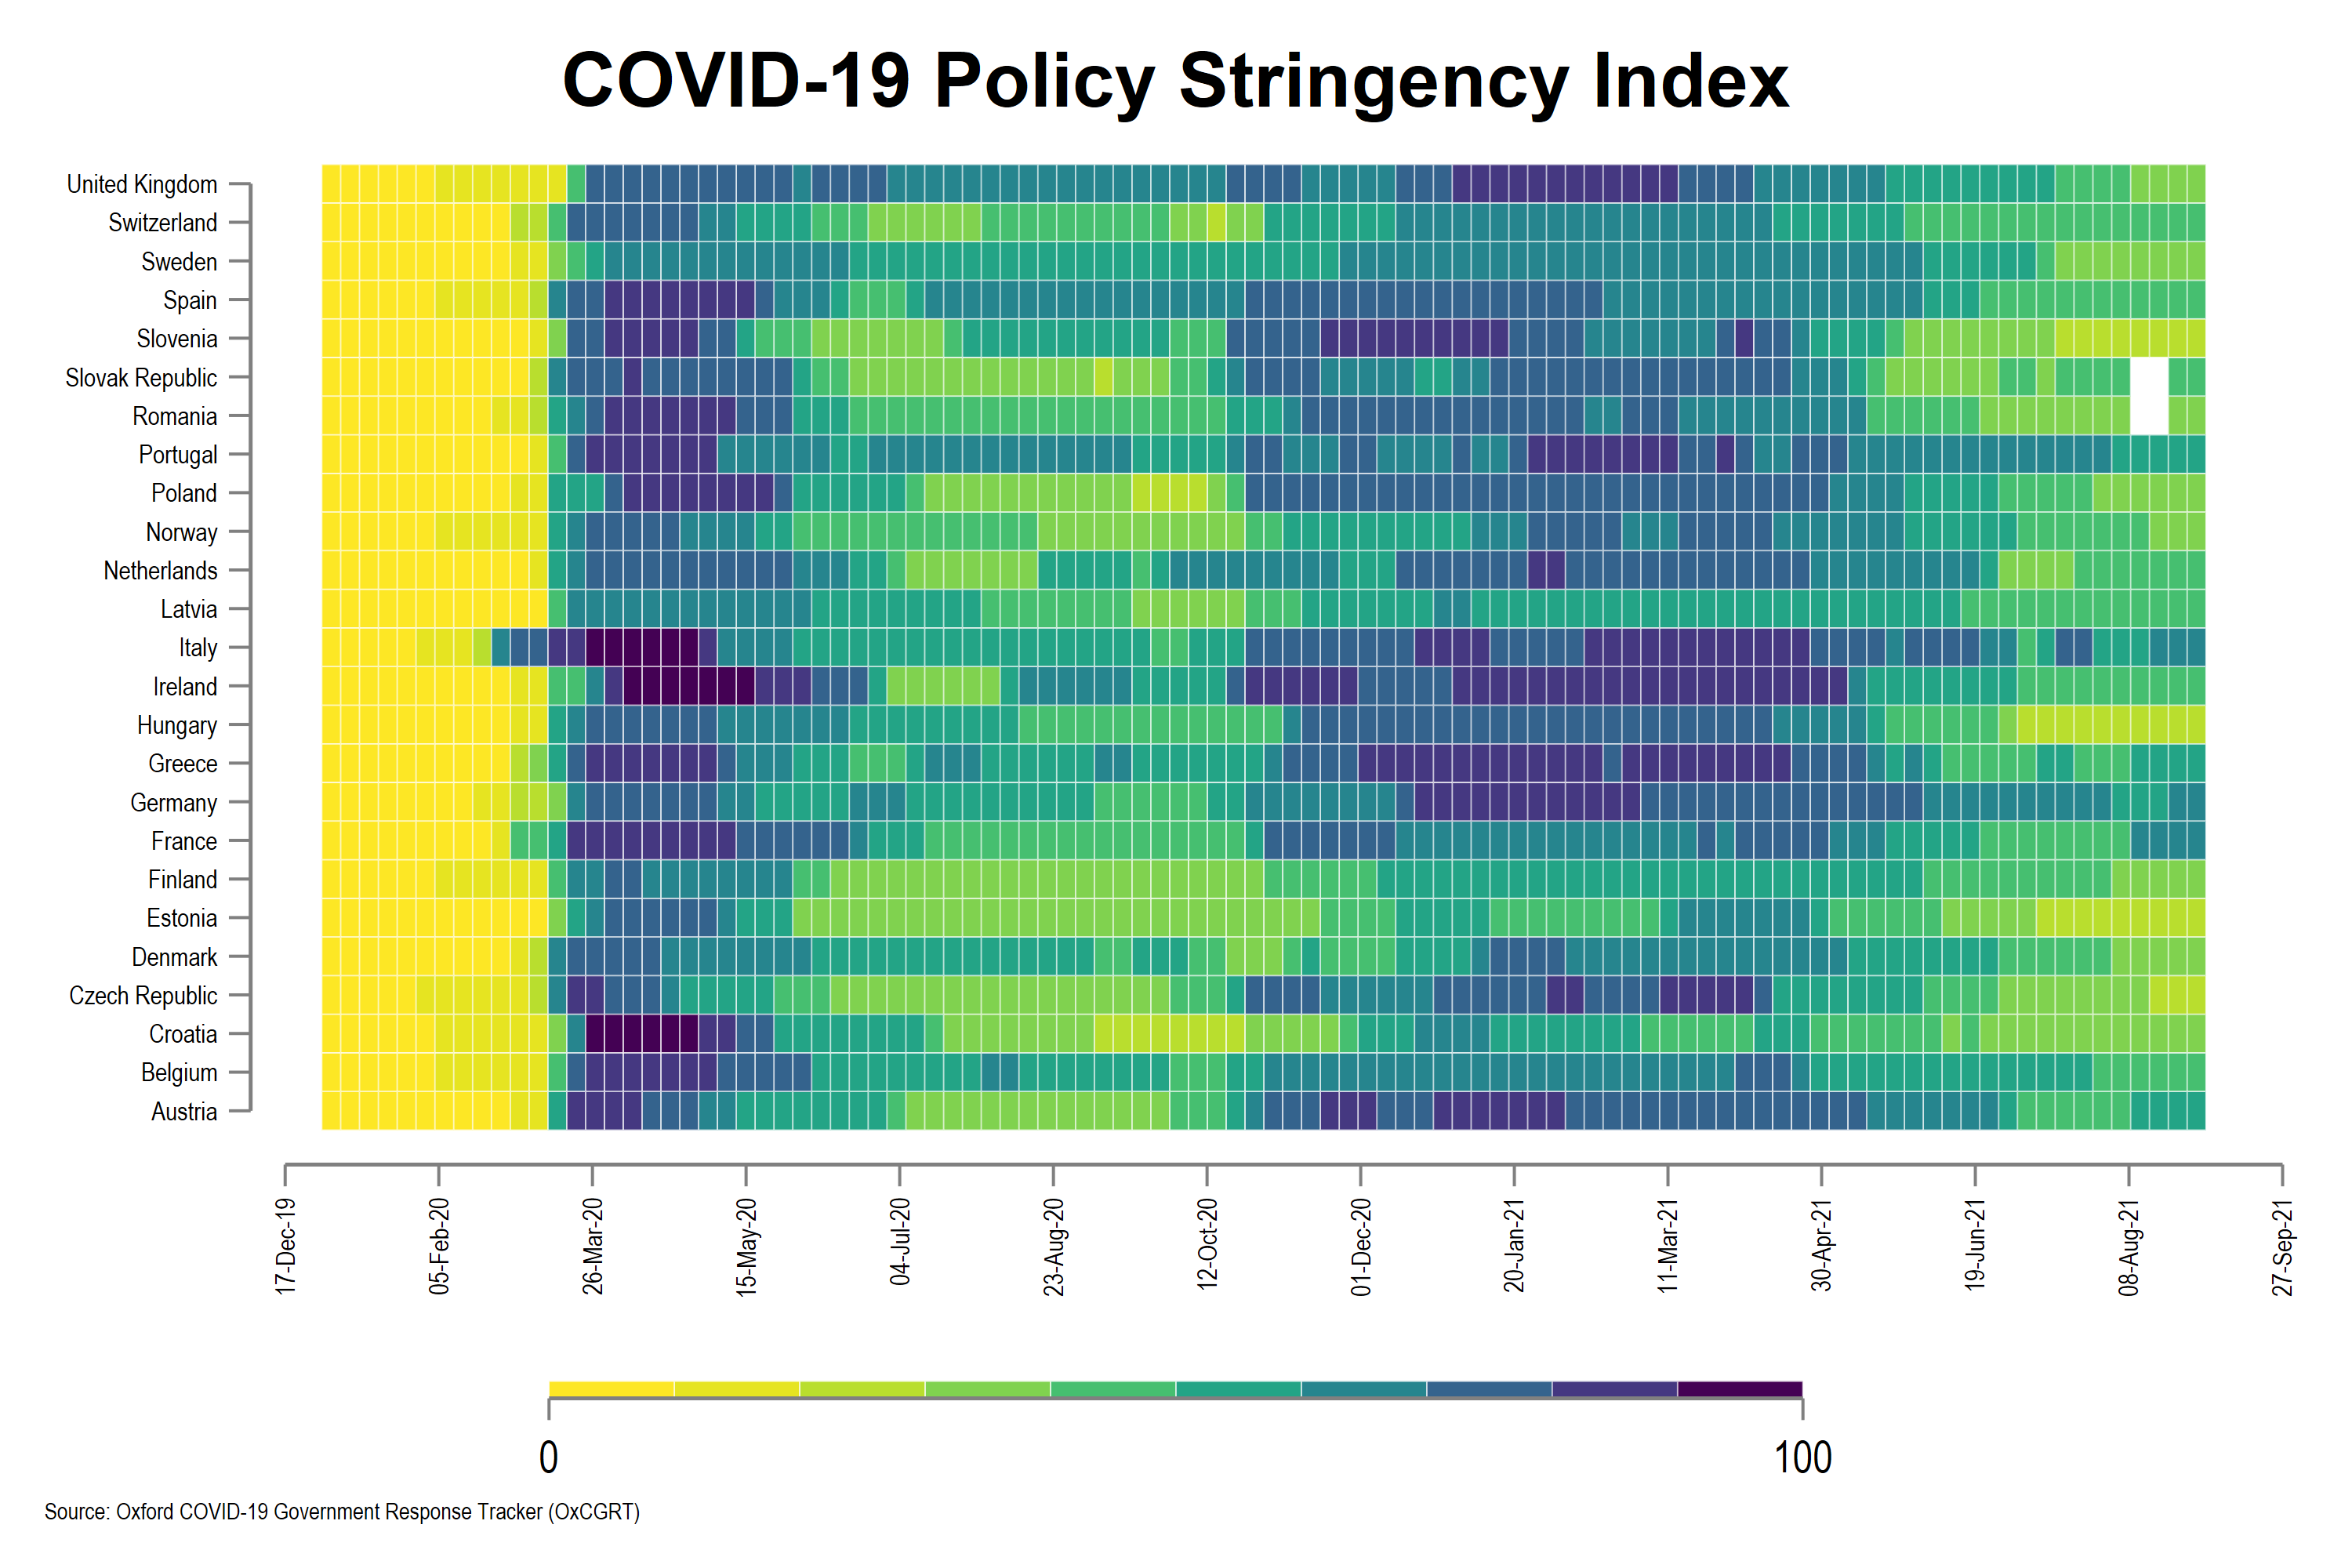 COVID-19 Policy Stringency Index
United Kingdom
Switzerland
Sweden
Spain
Slovenia
Slovak Republic
Romania
Portugal
Poland
Norway
Netherlands
Latvia
Italy
Ireland
Hungary
Greece
Germany
France
Finland
Estonia
Denmark
Czech Republic
Croatia
Belgium
Austria
17-Dec-19
05-Feb-20
26-Mar-20
15-May-20
04-Jul-20
23-Aug-20
12-Oct-20
01-Dec-20
20-Jan-21
11-Mar-21
30-Apr-21
19-Jun-21
08-Aug-21
27-Sep-21
0
100
Source: Oxford COVID-19 Government Response Tracker (OxCGRT)